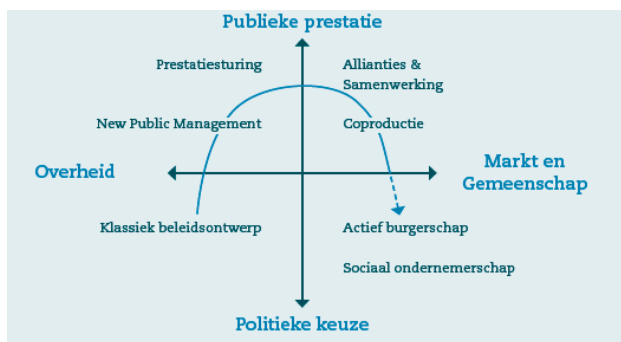 Publieke prestatie
Prestatiesturing
Allianties &
Samenwerking
New Public Management
Coproductie
Overheid
Markt en
Gemeenschap
Klassiek beleidsontwerp
Actief burgerschap
Sociaal ondernemerschap
Politieke keuze